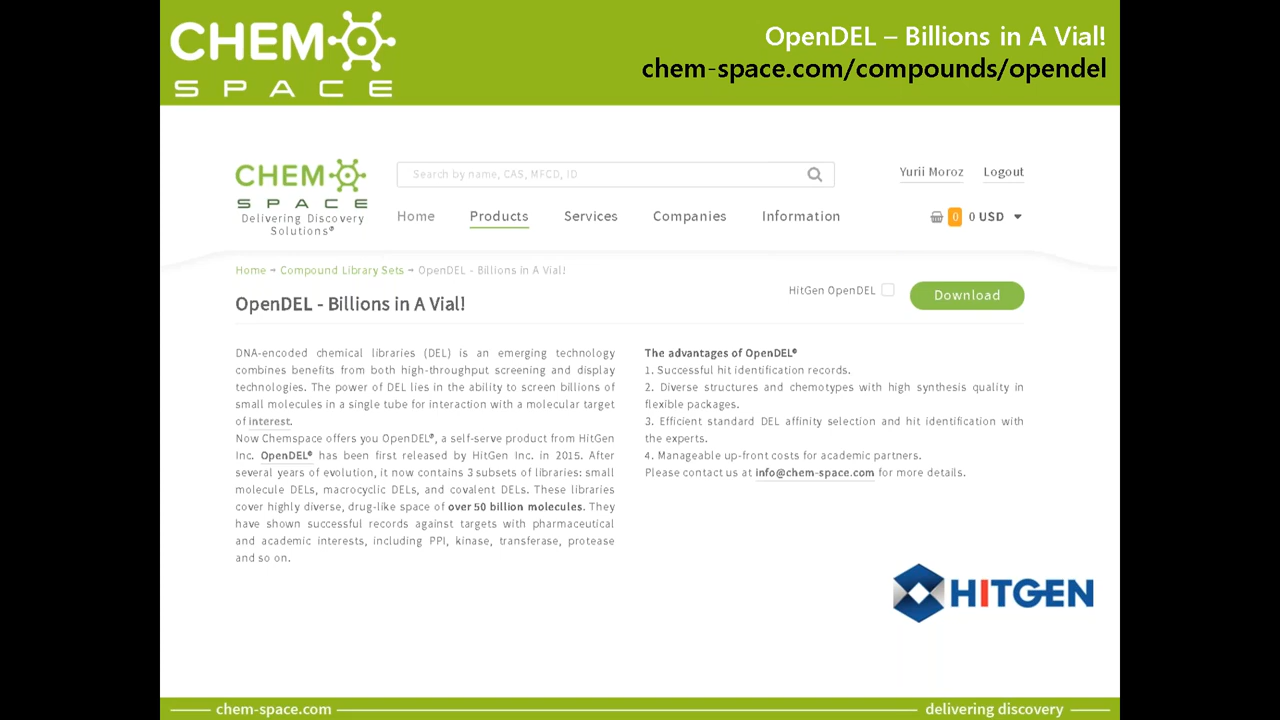 CHEM
SPACE
OpenDEL – Billions in A Vial!
chem-space.com/compounds/opendel
CHEM
SPACE
Delivering Discovery
Solutions®
Search by name, CAS, MFCD, ID
Yurii Moroz
Logout
Home
Products
Services
Companies
Information
0
0 USD
Home → Compound Library Sets → OpenDEL - Billions in A Vial!
OpenDEL - Billions in A Vial!
HitGen OpenDEL
Download
DNA-encoded chemical libraries (DEL) is an emerging technology
combines benefits from both high-throughput screening and display
technologies. The power of DEL lies in the ability to screen billions of
small molecules in a single tube for interaction with a molecular target
of interest.
Now Chemspace offers you OpenDEL®, a self-serve product from HitGen
Inc. OpenDEL® has been first released by HitGen Inc. in 2015. After
several years of evolution, it now contains 3 subsets of libraries: small
molecule DELs, macrocyclic DELs, and covalent DELs. These libraries
cover highly diverse, drug-like space of over 50 billion molecules. They
have shown successful records against targets with pharmaceutical
and academic interests, including PPI, kinase, transferase, protease
and so on.
The advantages of OpenDEL®
1. Successful hit identification records.
2. Diverse structures and chemotypes with high synthesis quality in
flexible packages.
3. Efficient standard DEL affinity selection and hit identification with
the experts.
4. Manageable up-front costs for academic partners.
Please contact us at info@chem-space.com for more details.
HITGEN
chem-space.com
delivering discovery